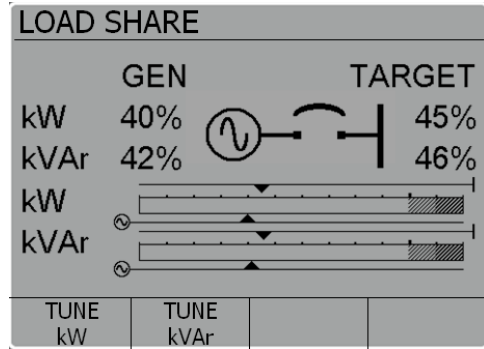 LOAD SHARE
GEN TARGET
kW 40% 45%
kVAr 42% 46%
kW
kVAr
TUNE TUNE
kW kVAr